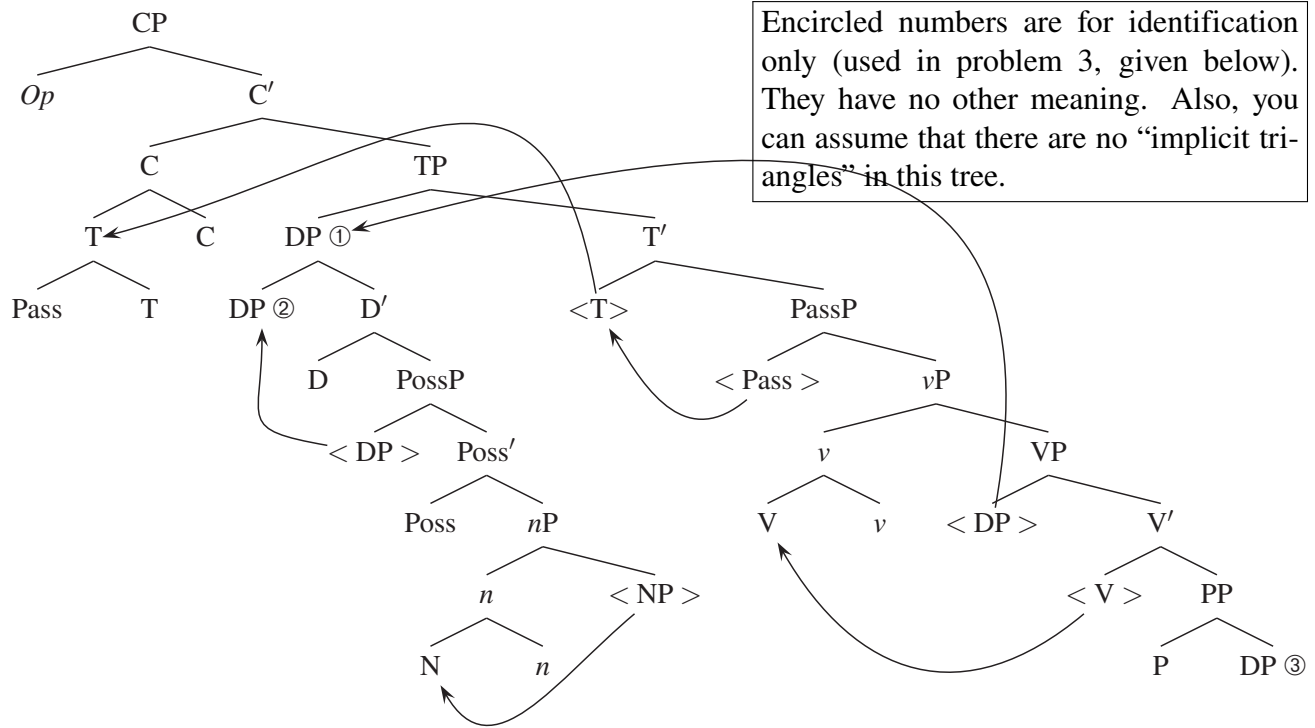 CP
Encircled numbers are for identification
only (used in problem 3, given below).
They have no other meaning. Also, you
can assume that there are no “implicit tri-
angles” in this tree.
Op C′
C TP
T C DP ① T′
Pass T DP ② D′ <T> PassP
D PossP < Pass > vP
< DP > Poss′ v VP
Poss nP V v < DP > V′
n < NP > < V > PP
N n P DP ③